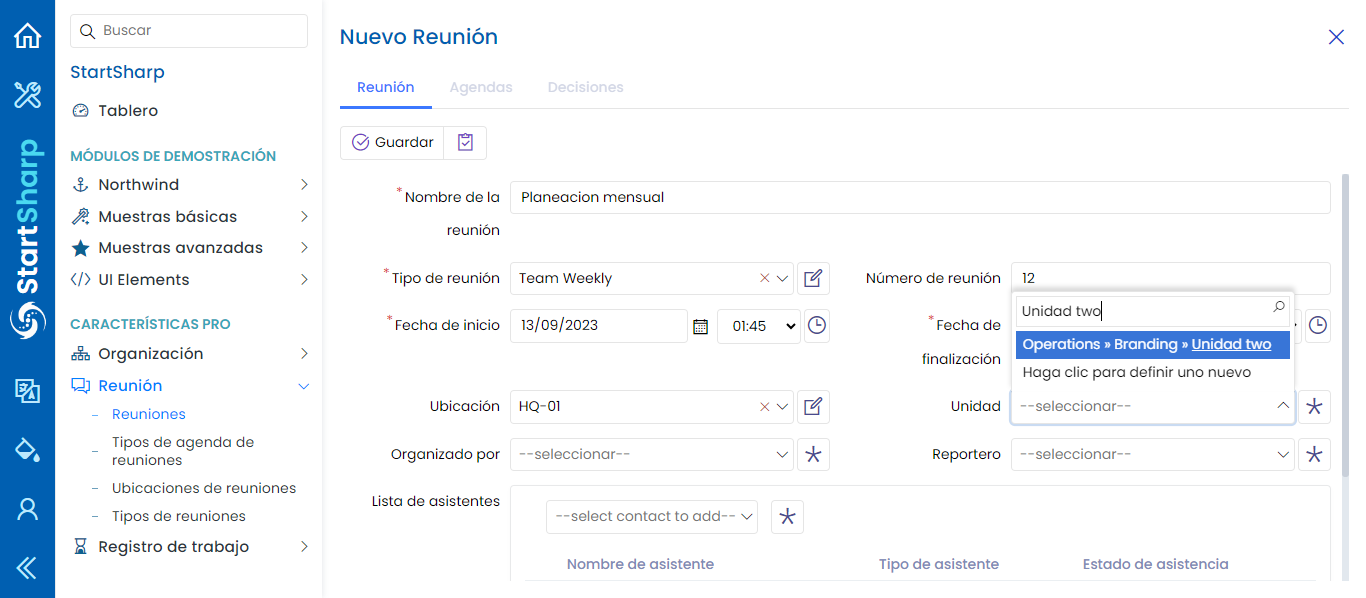 Buscar
StartSharp
Tablero
MÓDULOS DE DEMOSTRACIÓN
Northwind
Muestras básicas
Muestras avanzadas
UI Elements
CARACTERÍSTICAS PRO
Organización
Reunión
Reuniones
Tipos de agenda de
reuniones
Ubicaciones de reuniones
Tipos de reuniones
Registro de trabajo
StartSharp
Nuevo Reunión
Reunión Agendas Decisiones
Guardar
*Nombre de la
reunión
Planeacion mensual
*Tipo de reunión Team Weekly
Número de reunión 12
*Fecha de inicio 13/09/2023 01:45
*Fecha de
finalización
Unidad two
Operations » Branding » Unidad two
Haga clic para definir uno nuevo
Ubicación HQ-01
Unidad --seleccionar--
Organizado por --seleccionar--
Reportero --seleccionar--
Lista de asistentes
--select contact to add--
Nombre de asistente Tipo de asistente Estado de asistencia